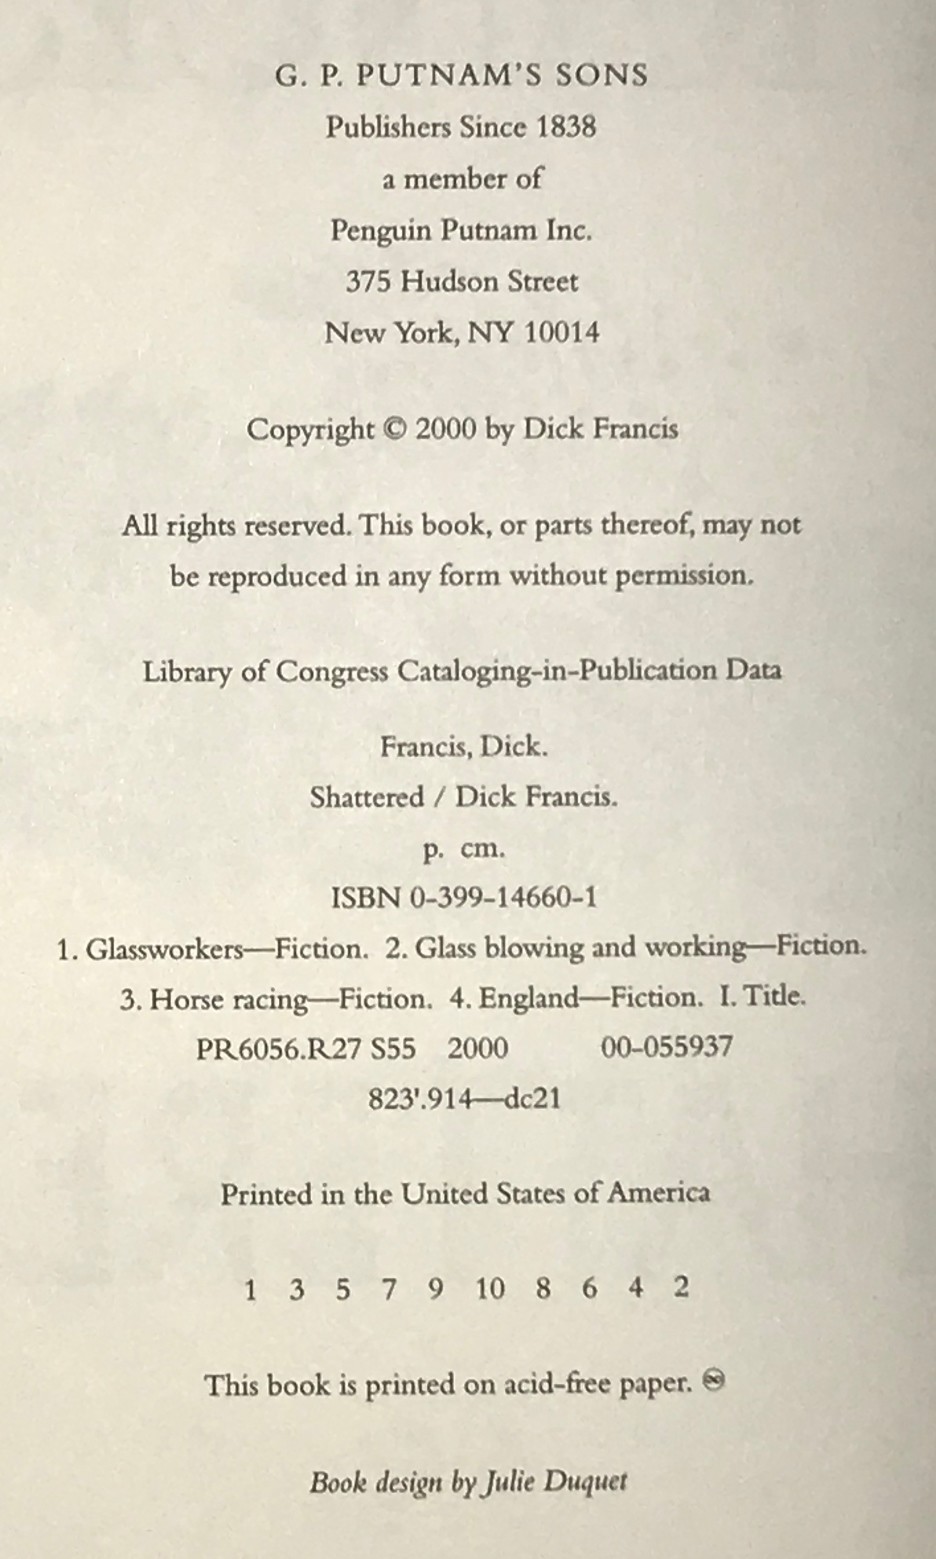 G. P. PUTNAM'S SONS
Publishers Since 1838
a member of
Penguin Putnam Inc.
375 Hudson Street
New York, NY 10014
Copyright © 2000 by Dick Francis
All rights reserved. This book, or parts thereof, may not
be reproduced in any form without permission.
Library of Congress Cataloging-in-Publication Data
Francis, Dick.
Shattered / Dick Francis.
p. cm.
ISBN 0-399-14660-1
1. Glassworkers—Fiction. 2. Glass blowing and working—Fiction.
3. Horse racing—Fiction. 4. England—Fiction. I. Title.
PR6056.R27 S55 2000 00-055937
823'.914—dc21
Printed in the United States of America
1 3 5 7 9 10 8 6 4 2
This book is printed on acid-free paper. ♾
Book design by Julie Duquet